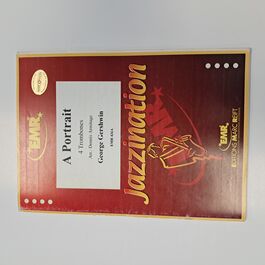 EMR
A Portrait
4 Trombones
Arr.: Dennis Armitage
George Gershwin
Jazzination
EMR
EDITIONS MARC REIFT